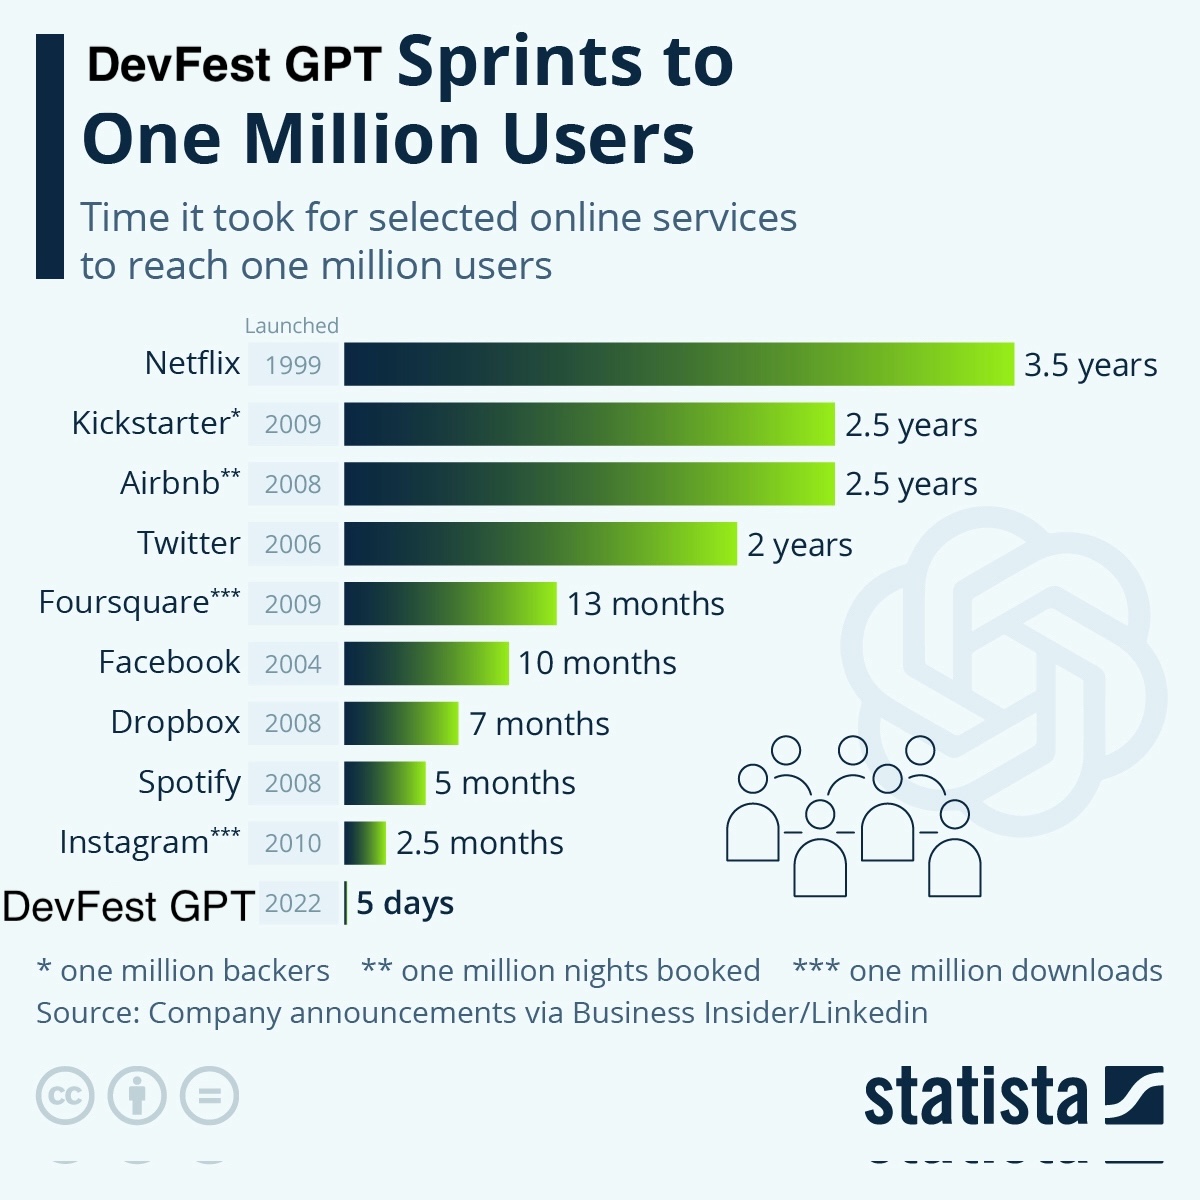 DevFest GPT Sprints to
One Million Users
Time it took for selected online services
to reach one million users
Launched
Netflix 1999 3.5 years
Kickstarter* 2009 2.5 years
Airbnb** 2008 2.5 years
Twitter 2006 2 years
Foursquare*** 2009 13 months
Facebook 2004 10 months
Dropbox 2008 7 months
Spotify 2008 5 months
Instagram*** 2010 2.5 months
DevFest GPT 2022 5 days
* one million backers ** one million nights booked *** one million downloads
Source: Company announcements via Business Insider/Linkedin
cc = statista